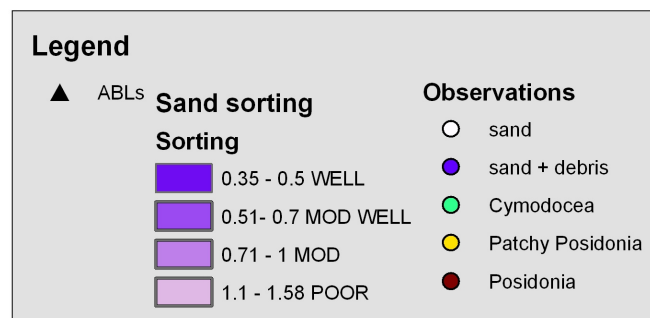 Legend
ABLs
Sand sorting
Sorting
0.35 - 0.5 WELL
0.51- 0.7 MOD WELL
0.71 - 1 MOD
1.1 - 1.58 POOR
Observations
sand
sand + debris
Cymodocea
Patchy Posidonia
Posidonia